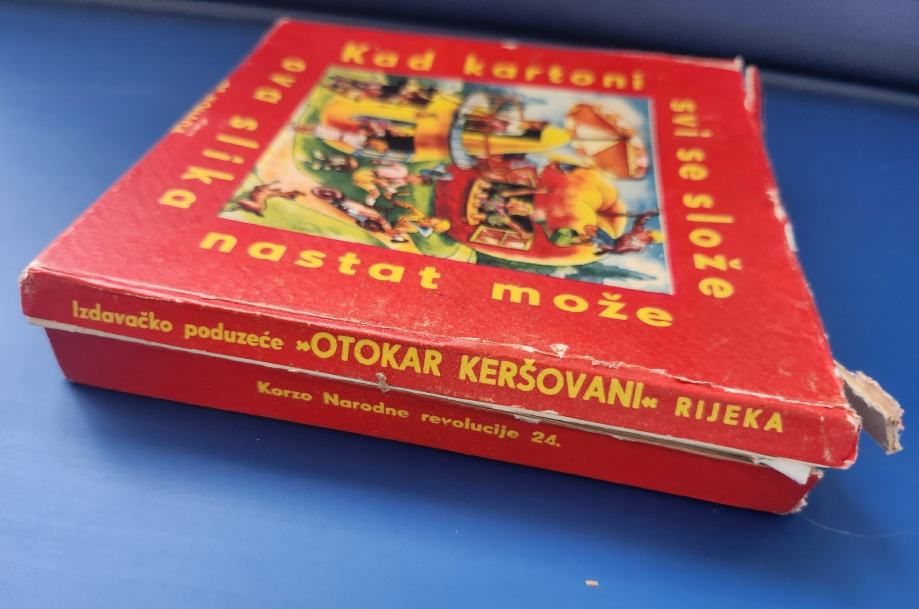 Kad kartoni
svi se slože
ova slika
nastat može
Izdavačko poduzeće »OTOKAR KERŠOVANI« RIJEKA
Korzo Narodne revolucije 24.